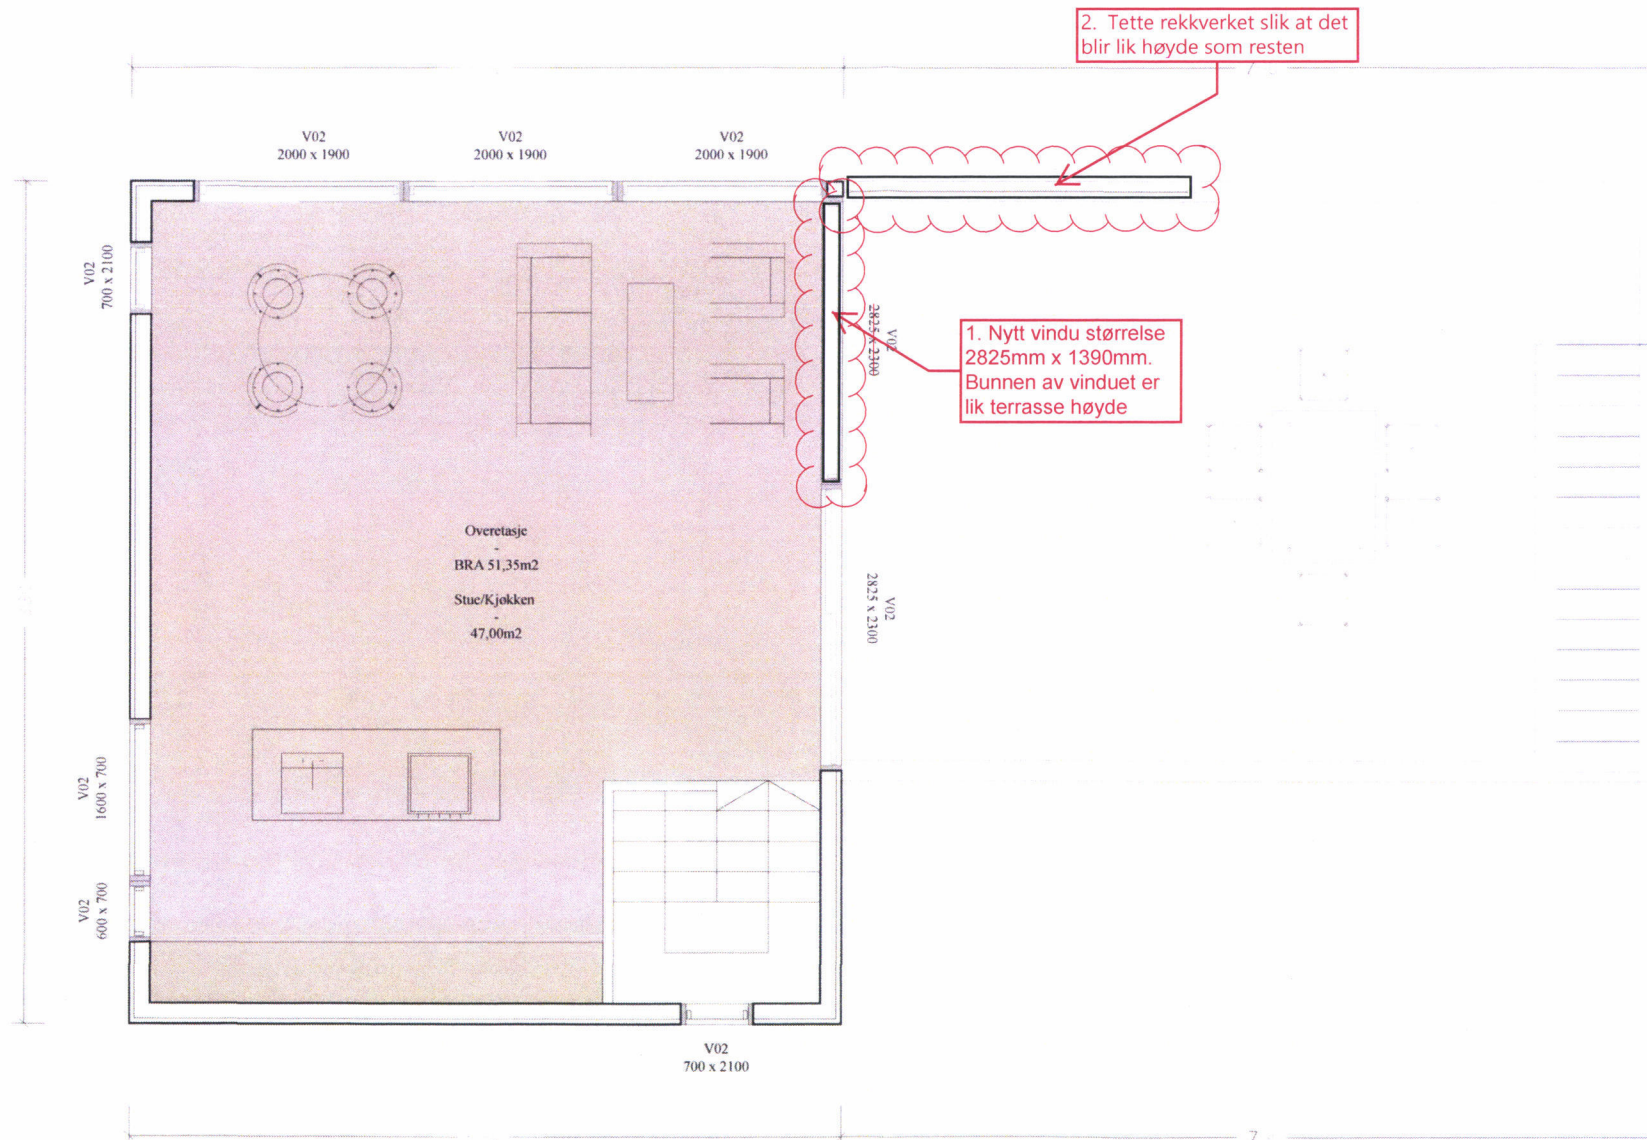 2. Tette rekkverket slik at det
blir lik høyde som resten
V02
2000 x 1900
V02
2000 x 1900
V02
2000 x 1900
V02
700 x 2100
V02
2825 x 2300
1. Nytt vindu størrelse
2825mm x 1390mm.
Bunnen av vinduet er
lik terrasse høyde
Overetasje
-
BRA 51,35m2
Stue/Kjøkken
-
47,00m2
V02
2825 x 2300
V02
1600 x 700
V02
600 x 700
V02
700 x 2100